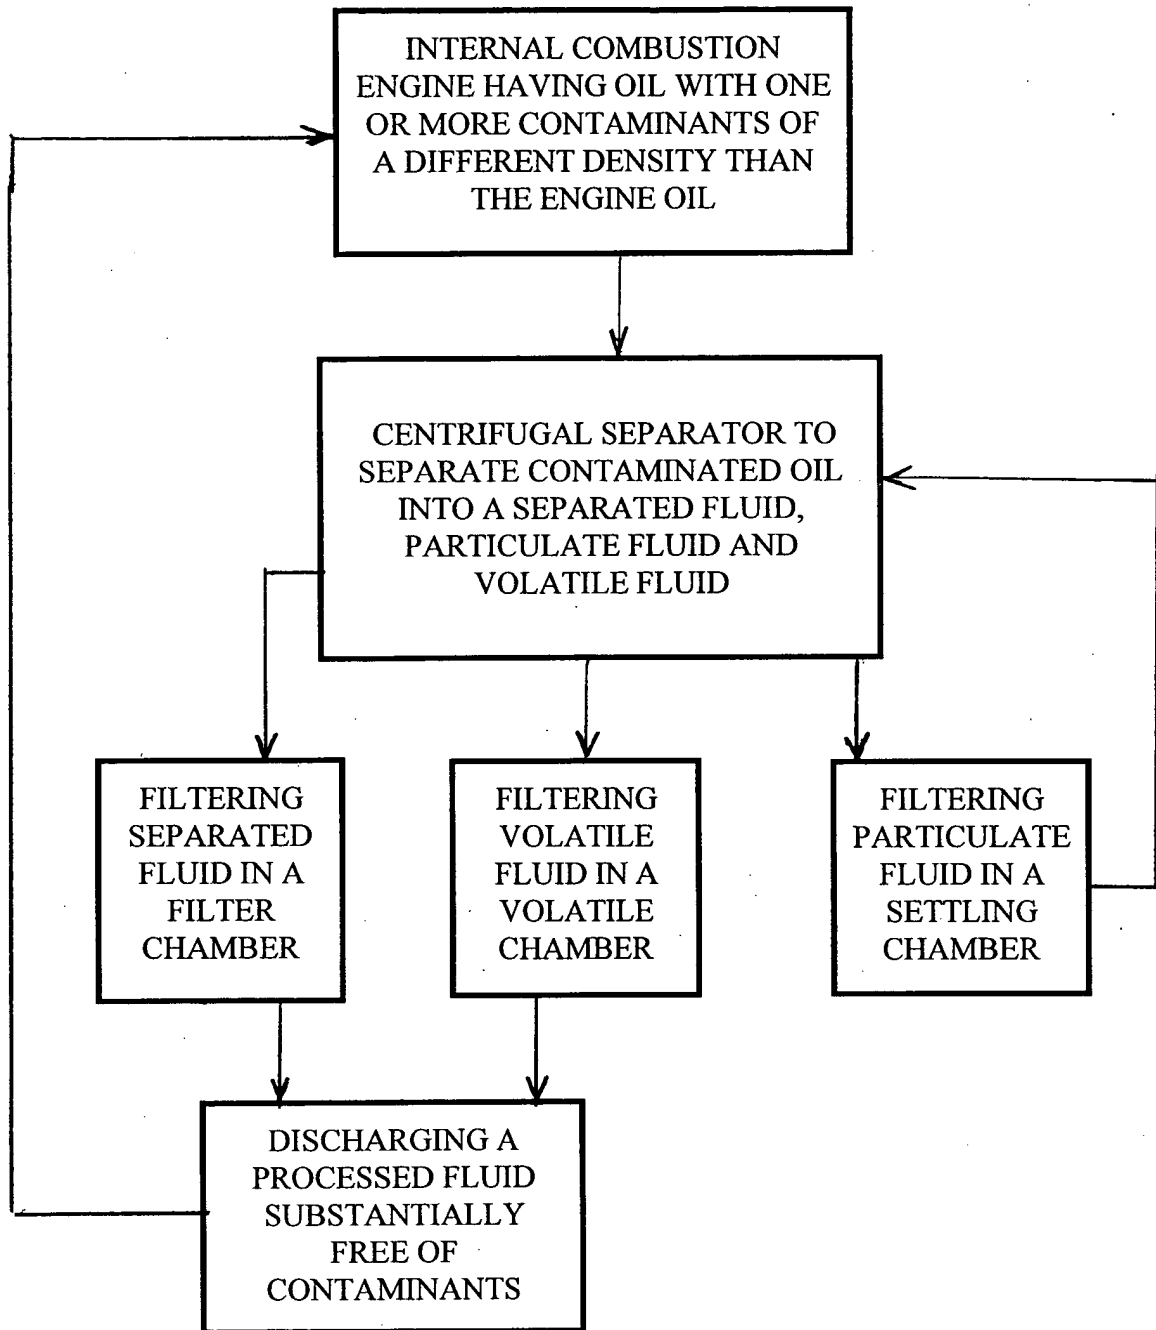 INTERNAL COMBUSTION
ENGINE HAVING OIL WITH ONE
OR MORE CONTAMINANTS OF
A DIFFERENT DENSITY THAN
THE ENGINE OIL
CENTRIFUGAL SEPARATOR TO
SEPARATE CONTAMINATED OIL
INTO A SEPARATED FLUID,
PARTICULATE FLUID AND
VOLATILE FLUID
FILTERING
SEPARATED
FLUID IN A
FILTER
CHAMBER
FILTERING
VOLATILE
FLUID IN A
VOLATILE
CHAMBER
FILTERING
PARTICULATE
FLUID IN A
SETTLING
CHAMBER
DISCHARGING A
PROCESSED FLUID
SUBSTANTIALLY
FREE OF
CONTAMINANTS